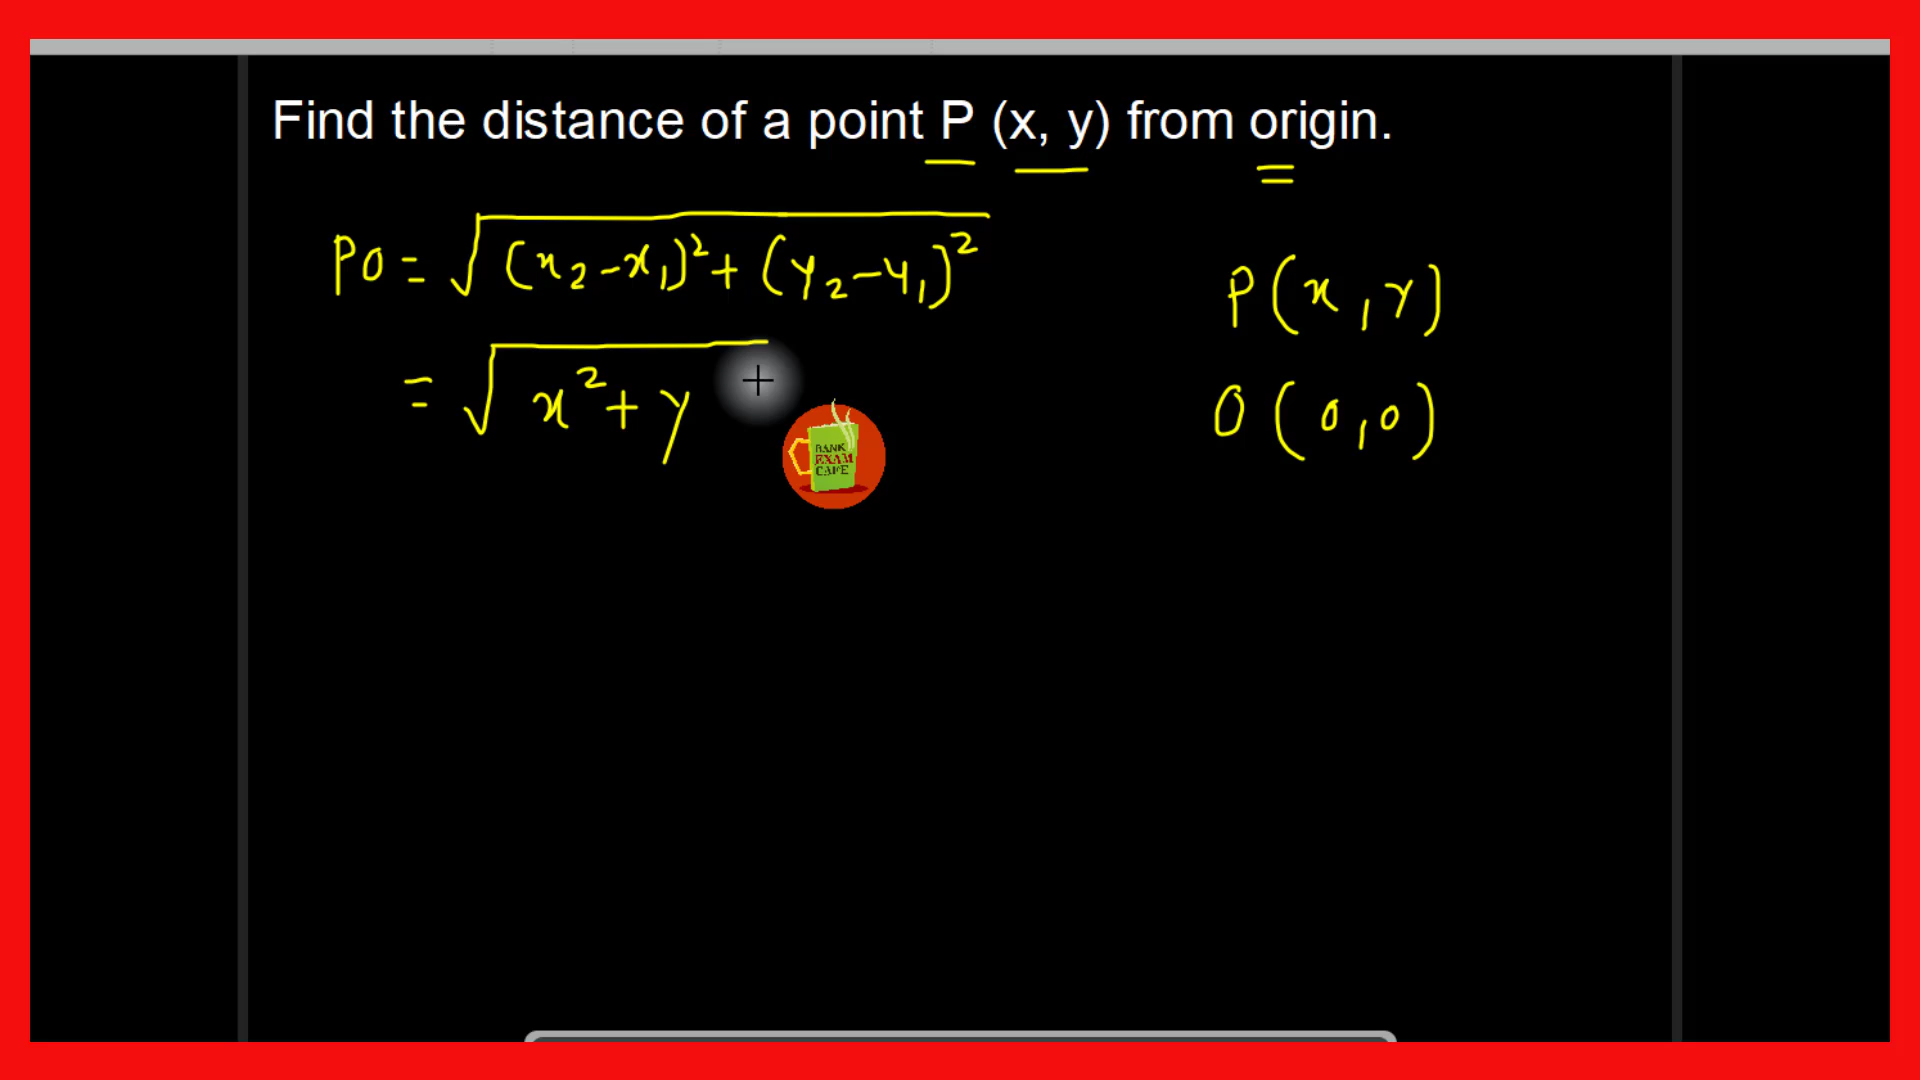 Find the distance of a point P (x, y) from origin.
PO = √(x₂-x₁)²+(y₂-y₁)²
P(x,y)
= √x²+y
O(0,0)
BANK
EXAM
CAFE